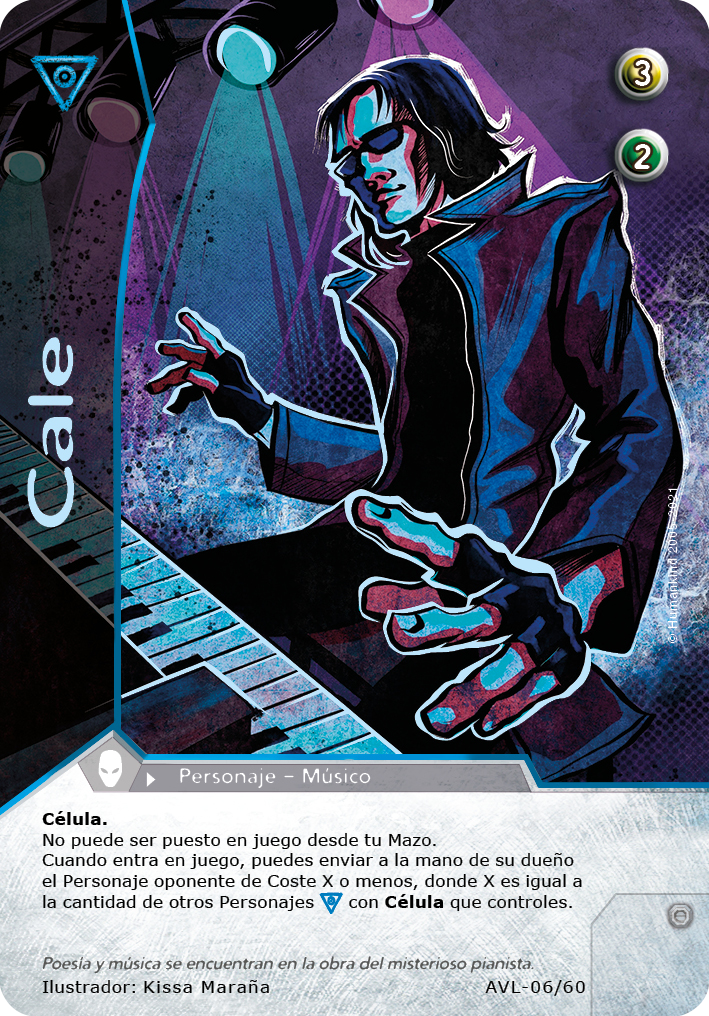 3
2
Cale
© Humankind 2006-2021
Personaje – Músico
Célula.
No puede ser puesto en juego desde tu Mazo.
Cuando entra en juego, puedes enviar a la mano de su dueño
el Personaje oponente de Coste X o menos, donde X es igual a
la cantidad de otros Personajes con Célula que controles.
Poesía y música se encuentran en la obra del misterioso pianista.
Ilustrador: Kissa Maraña AVL-06/60